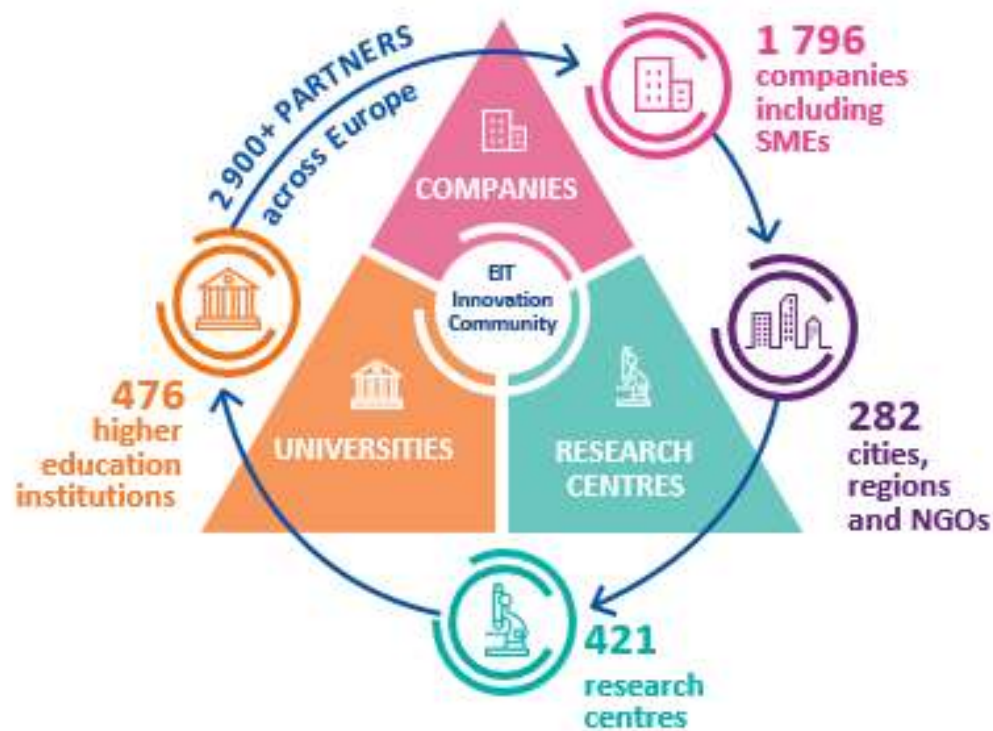 2 900+ PARTNERS
across Europe
1 796
companies
including
SMEs
COMPANIES
EIT
Innovation
Community
UNIVERSITIES
RESEARCH
CENTRES
476
higher
education
institutions
282
cities,
regions
and NGOs
421
research
centres